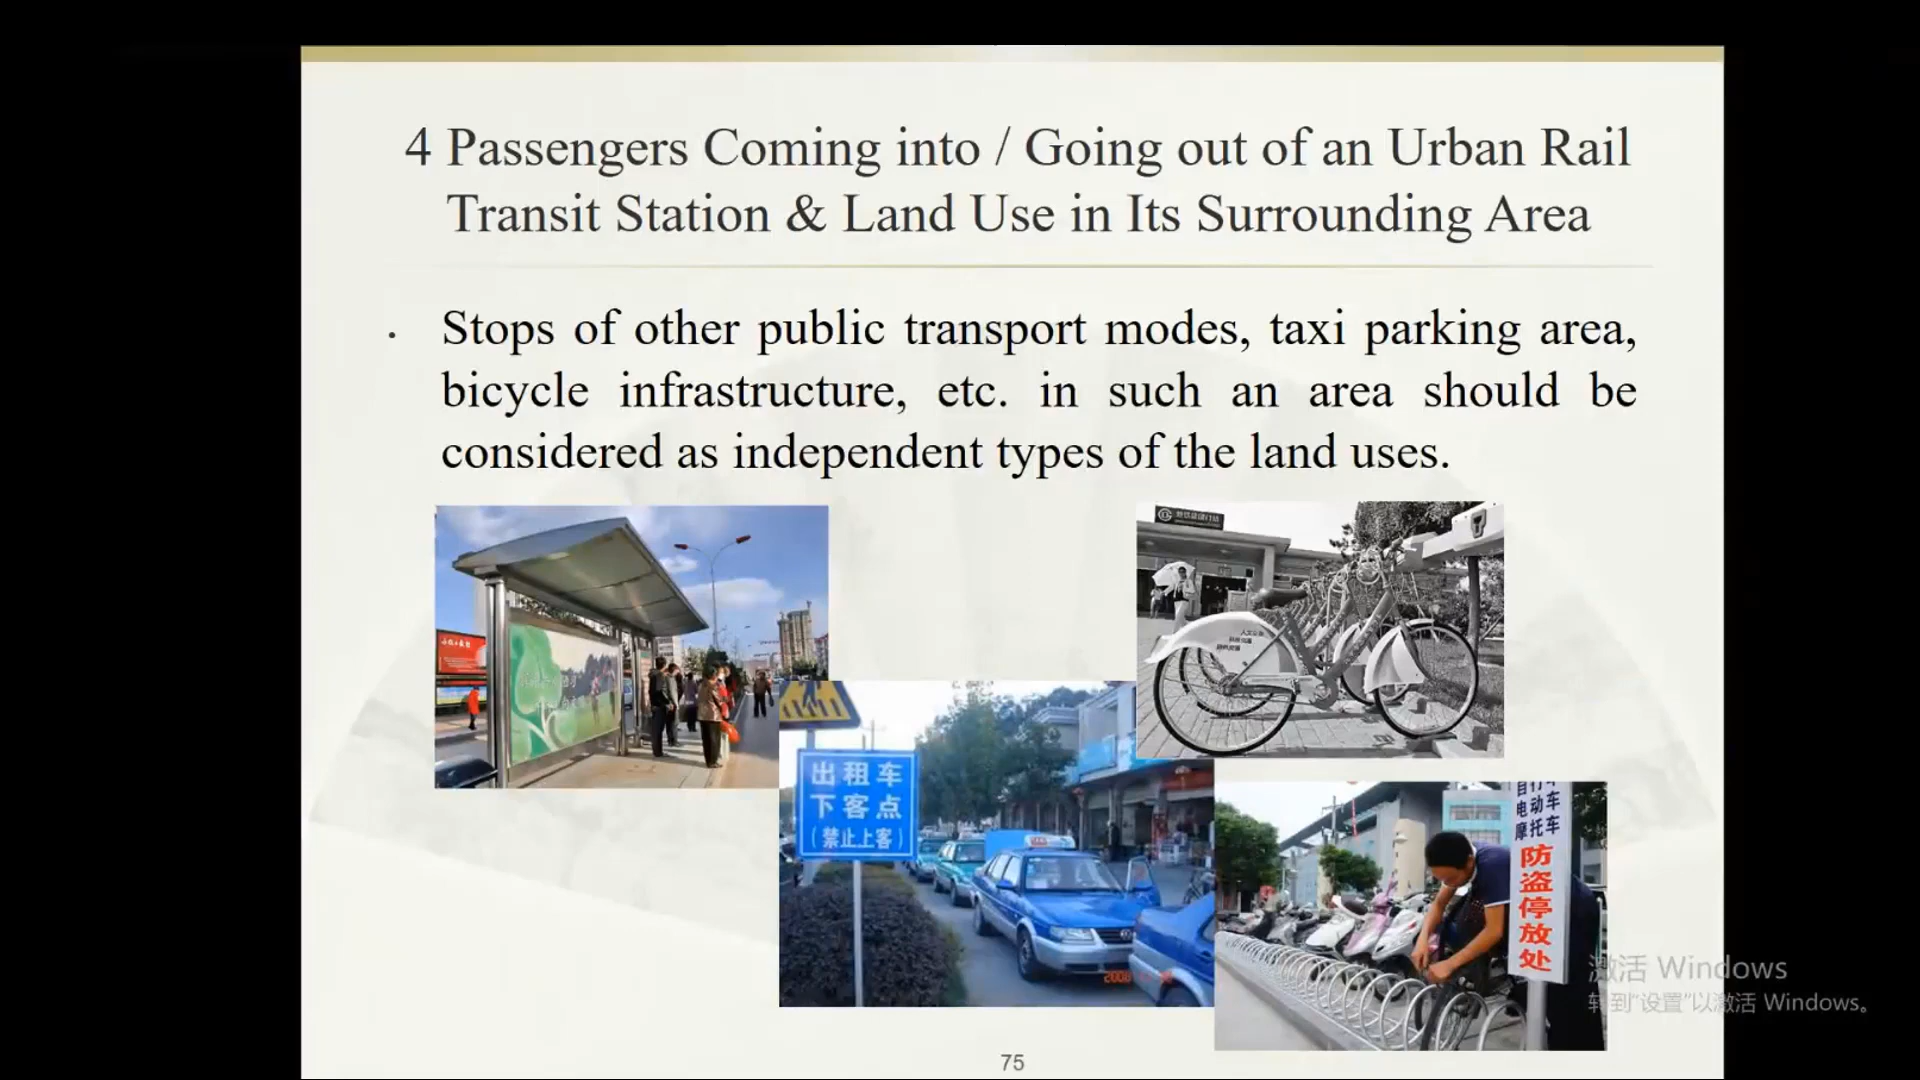 4 Passengers Coming into / Going out of an Urban Rail
Transit Station & Land Use in Its Surrounding Area
• Stops of other public transport modes, taxi parking area,
bicycle infrastructure, etc. in such an area should be
considered as independent types of the land uses.
出租车
下客点
(禁止上客)
自行车
电动车
摩托车
防盗停放处
激活 Windows
转到"设置"以激活 Windows。
75